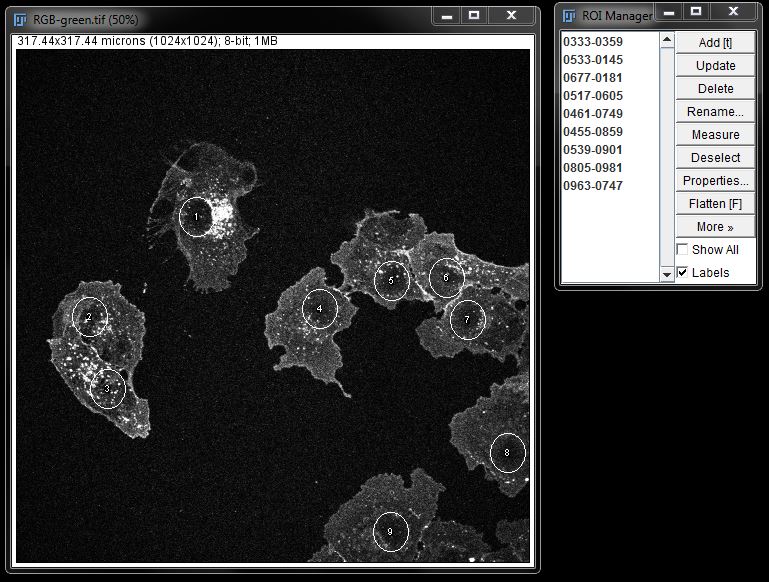 RGB-green.tif (50%)
317.44x317.44 microns (1024x1024); 8-bit; 1MB
1
2
3
4
5
6
7
8
9
ROI Manager
0333-0359
0533-0145
0677-0181
0517-0605
0461-0749
0455-0859
0539-0901
0805-0981
0963-0747
Add [t]
Update
Delete
Rename...
Measure
Deselect
Properties...
Flatten [F]
More »
Show All
Labels